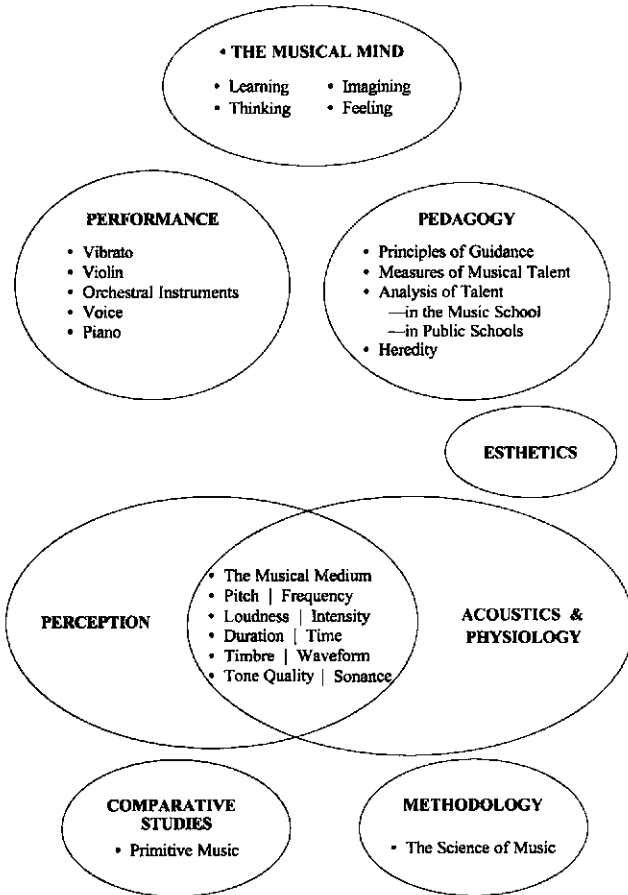 • THE MUSICAL MIND
• Learning • Imagining
• Thinking • Feeling
PERFORMANCE
• Vibrato
• Violin
• Orchestral Instruments
• Voice
• Piano
PEDAGOGY
• Principles of Guidance
• Measures of Musical Talent
• Analysis of Talent
—in the Music School
—in Public Schools
• Heredity
ESTHETICS
PERCEPTION
• The Musical Medium
• Pitch | Frequency
• Loudness | Intensity
• Duration | Time
• Timbre | Waveform
• Tone Quality | Sonance
ACOUSTICS &
PHYSIOLOGY
COMPARATIVE
STUDIES
• Primitive Music
METHODOLOGY
• The Science of Music